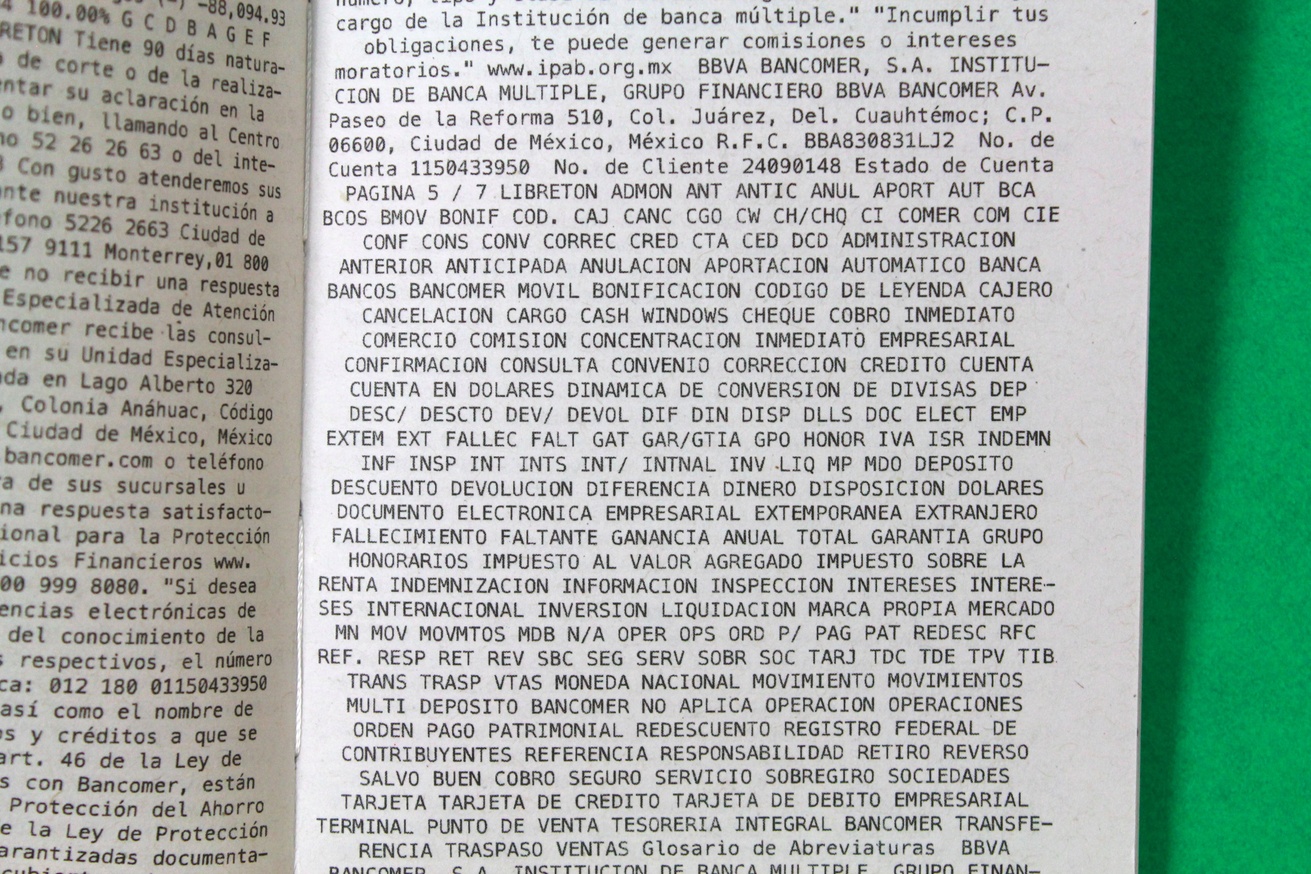 -88,094.93
100.00% G C D B A G E F
RETON Tiene 90 días natura-
de corte o de la realiza-
entar su aclaración en la
o bien, llamando al Centro
52 26 26 63 o del inte-
Con gusto atenderemos sus
ante nuestra institución a
éfono 5226 2663 Ciudad de
157 9111 Monterrey,01 800
e no recibir una respuesta
Especializada de Atención
ncomer recibe las consul-
en su Unidad Especializa-
ada en Lago Alberto 320
, Colonia Anáhuac, Código
Ciudad de México, México
bancomer.com o teléfono
a de sus sucursales u
na respuesta satisfacto-
ional para la Protección
icios Financieros www.
00 999 8080. "Si desea
encias electrónicas de
del conocimiento de la
s respectivos, el número
ca: 012 180 01150433950
así como el nombre de
os y créditos a que se
art. 46 de la Ley de
s con Bancomer, están
Protección del Ahorro
e la Ley de Protección
arantizadas documenta-
cargo de la Institución de banca múltiple." "Incumplir tus
obligaciones, te puede generar comisiones o intereses
moratorios." www.ipab.org.mx BBVA BANCOMER, S.A. INSTITU-
CION DE BANCA MULTIPLE, GRUPO FINANCIERO BBVA BANCOMER Av.
Paseo de la Reforma 510, Col. Juárez, Del. Cuauhtémoc; C.P.
06600, Ciudad de México, México R.F.C. BBA830831LJ2 No. de
Cuenta 1150433950 No. de Cliente 24090148 Estado de Cuenta
PAGINA 5 / 7 LIBRETON ADMON ANT ANTIC ANUL APORT AUT BCA
BCOS BMOV BONIF COD. CAJ CANC CGO CW CH/CHQ CI COMER COM CIE
CONF CONS CONV CORREC CRED CTA CED DCD ADMINISTRACION
ANTERIOR ANTICIPADA ANULACION APORTACION AUTOMATICO BANCA
BANCOS BANCOMER MOVIL BONIFICACION CODIGO DE LEYENDA CAJERO
CANCELACION CARGO CASH WINDOWS CHEQUE COBRO INMEDIATO
COMERCIO COMISION CONCENTRACION INMEDIATO EMPRESARIAL
CONFIRMACION CONSULTA CONVENIO CORRECCION CREDITO CUENTA
CUENTA EN DOLARES DINAMICA DE CONVERSION DE DIVISAS DEP
DESC/ DESCTO DEV/ DEVOL DIF DIN DISP DLLS DOC ELECT EMP
EXTEM EXT FALLEC FALT GAT GAR/GTIA GPO HONOR IVA ISR INDEMN
INF INSP INT INTS INT/ INTNAL INV LIQ MP MDO DEPOSITO
DESCUENTO DEVOLUCION DIFERENCIA DINERO DISPOSICION DOLARES
DOCUMENTO ELECTRONICA EMPRESARIAL EXTEMPORANEA EXTRANJERO
FALLECIMIENTO FALTANTE GANANCIA ANUAL TOTAL GARANTIA GRUPO
HONORARIOS IMPUESTO AL VALOR AGREGADO IMPUESTO SOBRE LA
RENTA INDEMNIZACION INFORMACION INSPECCION INTERESES INTERE-
SES INTERNACIONAL INVERSION LIQUIDACION MARCA PROPIA MERCADO
MN MOV MOVMTOS MDB N/A OPER OPS ORD P/ PAG PAT REDESC RFC
REF. RESP RET REV SBC SEG SERV SOBR SOC TARJ TDC TDE TPV TIB
TRANS TRASP VTAS MONEDA NACIONAL MOVIMIENTO MOVIMIENTOS
MULTI DEPOSITO BANCOMER NO APLICA OPERACION OPERACIONES
ORDEN PAGO PATRIMONIAL REDESCUENTO REGISTRO FEDERAL DE
CONTRIBUYENTES REFERENCIA RESPONSABILIDAD RETIRO REVERSO
SALVO BUEN COBRO SEGURO SERVICIO SOBREGIRO SOCIEDADES
TARJETA TARJETA DE CREDITO TARJETA DE DEBITO EMPRESARIAL
TERMINAL PUNTO DE VENTA TESORERIA INTEGRAL BANCOMER TRANSFE-
RENCIA TRASPASO VENTAS Glosario de Abreviaturas BBVA
BANCOMER, S.A. INSTITUCION DE BANCA MULTIPLE, GRUPO FINAN-